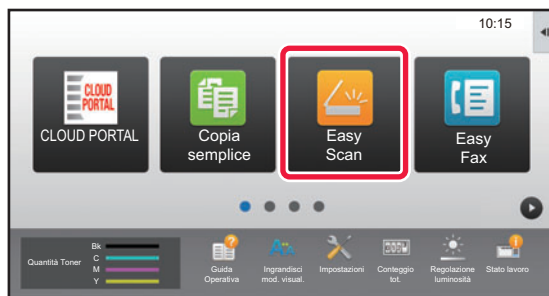 10:15
CLOUD
PORTAL
CLOUD PORTAL
Copia
semplice
Easy
Scan
Easy
Fax
Quantità Toner
Bk
C
M
Y
Guida
Operativa
Ingrandisci
mod. visual.
Impostazioni
Conteggio
tot.
Regolazione
luminosità
Stato lavoro